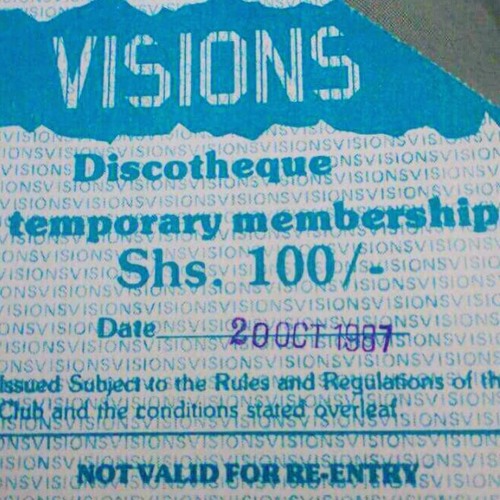 VISIONS
Discotheque
temporary membership
Shs. 100/-
Date 20 OCT 1987
Issued Subject to the Rules and Regulations of th
Club and the conditions stated overleaf.
NOT VALID FOR RE-ENTRY